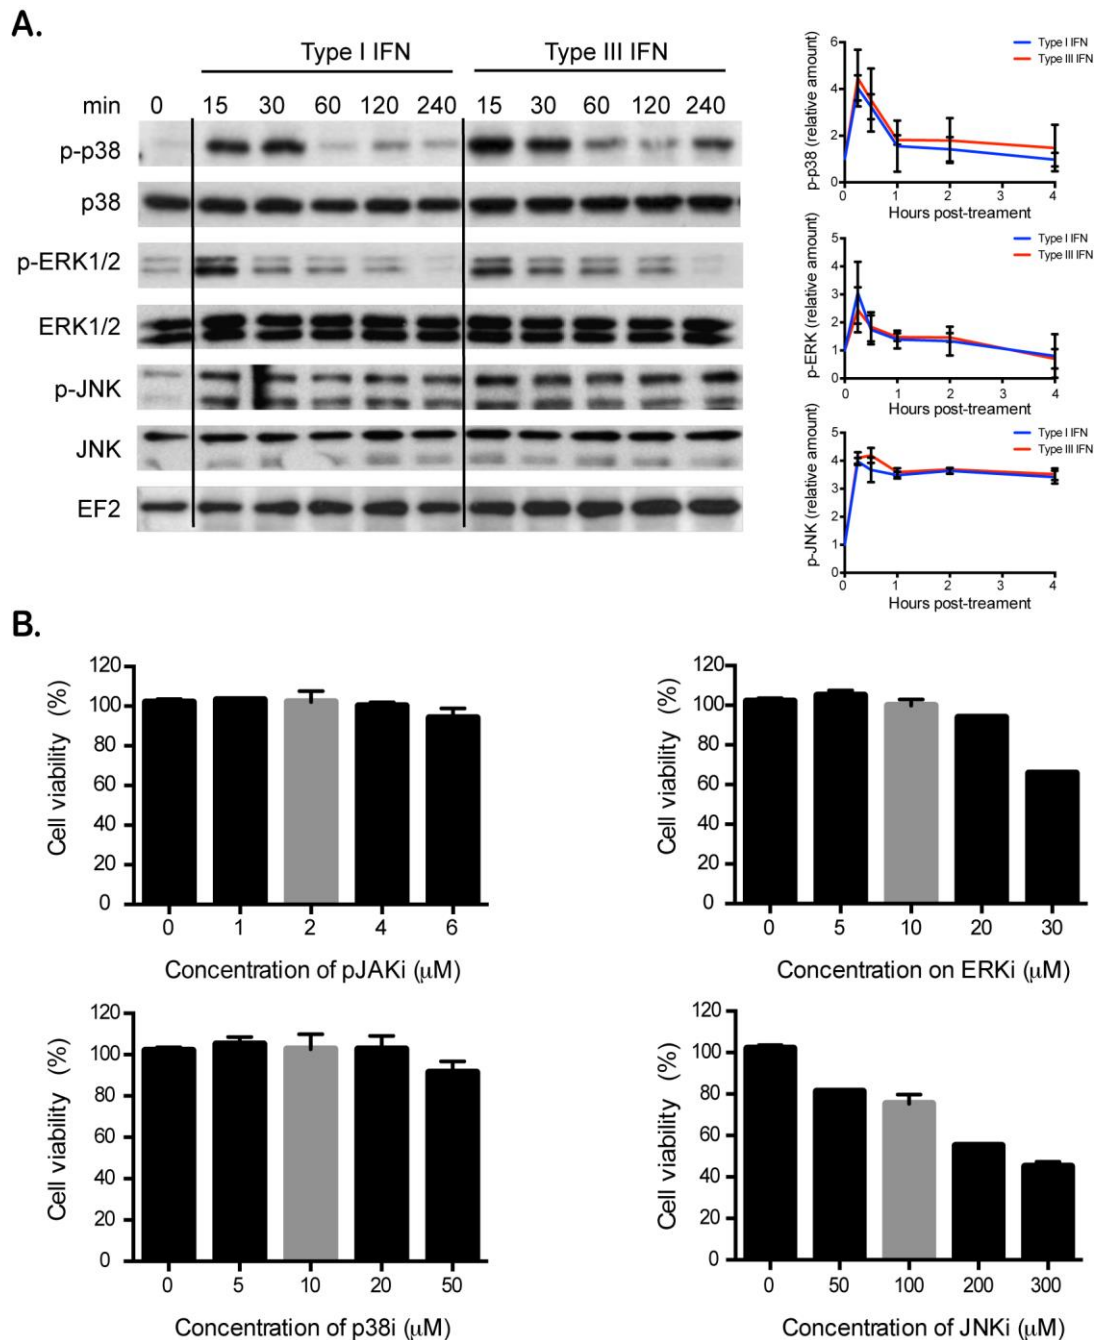 A.
Type I IFN
Type III IFN
min 0 15 30 60 120 240 15 30 60 120 240
p-p38
p38
p-ERK1/2
ERK1/2
p-JNK
JNK
EF2
p-p38 (relative amount)
6
4
2
0
0 1 2 3 4
Hours post-treament
Type I IFN
Type III IFN
p-ERK (relative amount)
5
4
3
2
1
0
0 1 2 3 4
Hours post-treament
Type I IFN
Type III IFN
p-JNK (relative amount)
5
4
3
2
1
0
0 1 2 3 4
Hours post-treament
Type I IFN
Type III IFN
B.
Cell viability (%)
120
100
80
60
40
20
0
0 1 2 4 6
Concentration of pJAKi (μM)
Cell viability (%)
120
100
80
60
40
20
0
0 5 10 20 30
Concentration on ERKi (μM)
Cell viability (%)
120
100
80
60
40
20
0
0 5 10 20 50
Concentration of p38i (μM)
Cell viability (%)
120
100
80
60
40
20
0
0 50 100 200 300
Concentration of JNKi (μM)